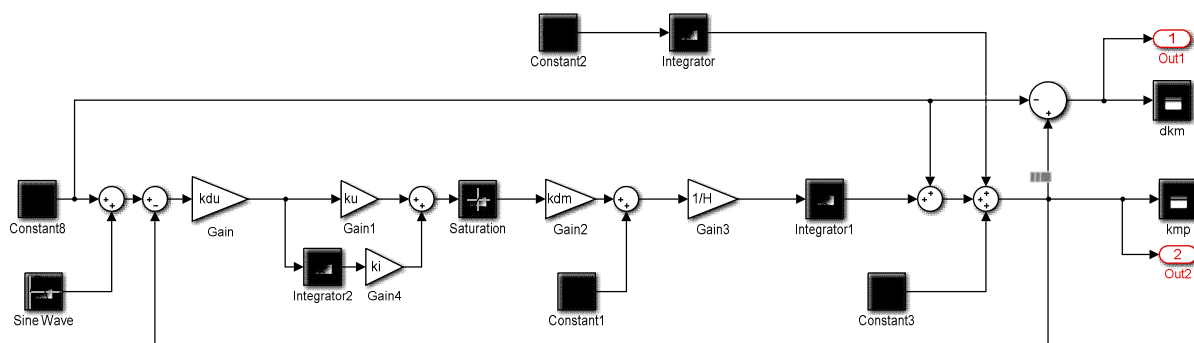 1
Out1
Constant2
Integrator
dkm
kdu
ku
kdm
1/H
Constant8
Gain
Gain1
Saturation
Gain2
Gain3
Integrator1
kmp
ki
2
Out2
Integrator2
Gain4
Sine Wave
Constant1
Constant3